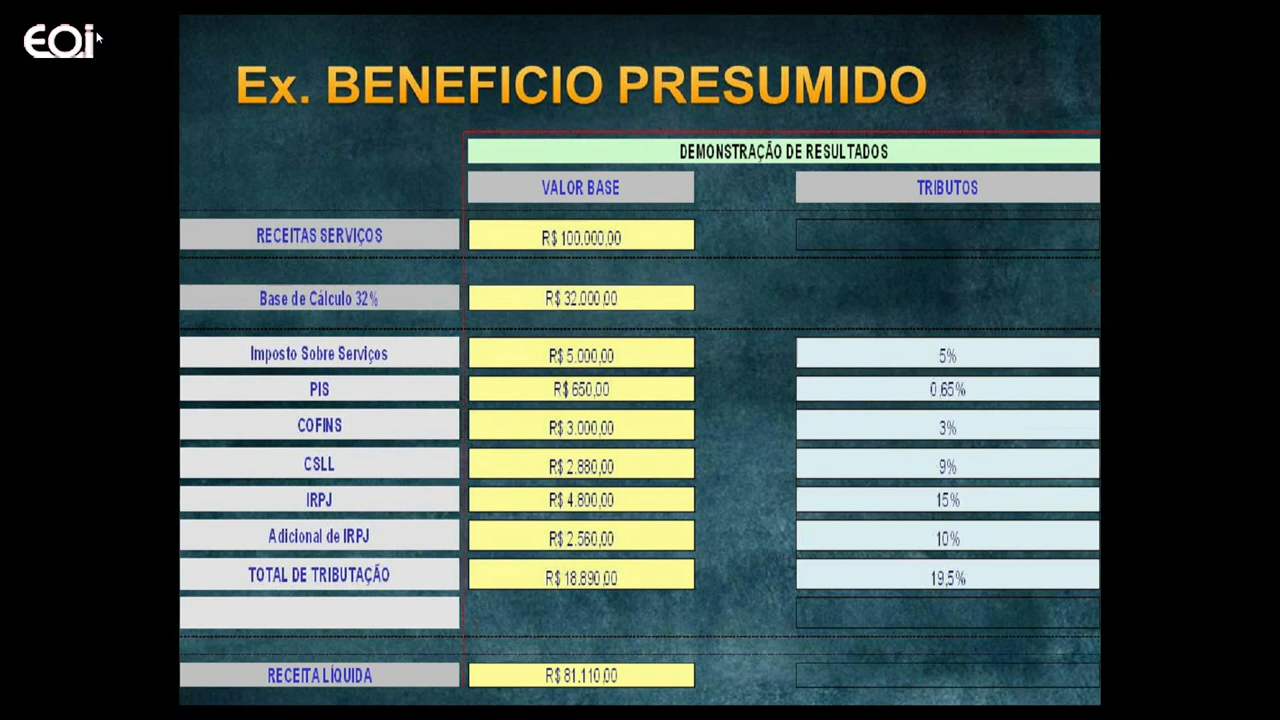 EOi
Ex. BENEFICIO PRESUMIDO
DEMONSTRAÇÃO DE RESULTADOS
VALOR BASE TRIBUTOS
RECEITAS SERVIÇOS R$ 100.000,00
Base de Cálculo 32% R$ 32.000,00
Imposto Sobre Serviços R$ 5.000,00 5%
PIS R$ 650,00 0,65%
COFINS R$ 3.000,00 3%
CSLL R$ 2.880,00 9%
IRPJ R$ 4.800,00 15%
Adicional de IRPJ R$ 2.560,00 10%
TOTAL DE TRIBUTAÇÃO R$ 18.890,00 19,5%
RECEITA LÍQUIDA R$ 81.110,00